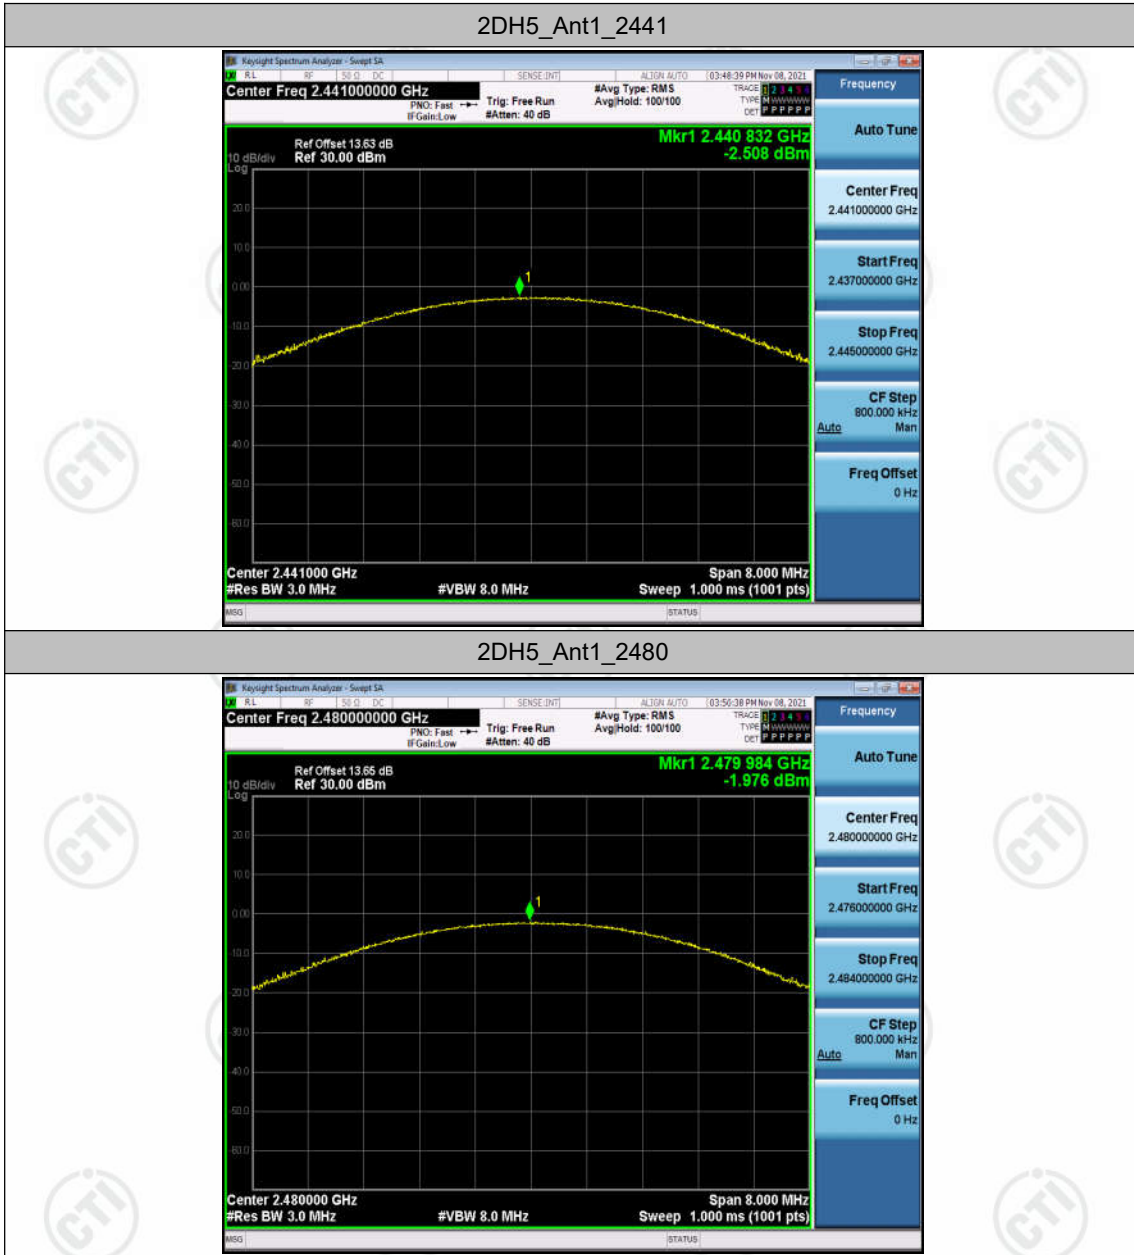 2DH5_Ant1_2441
Keysight Spectrum Analyzer - Swept SA
RL RF 50 Ω DC SENSE:INT ALIGN AUTO 03:48:39 PM Nov 08, 2021
Center Freq 2.441000000 GHz #Avg Type: RMS TRACE 1 2 3 4 5 6
PNO: Fast Trig: Free Run Avg|Hold: 100/100 TYPE M WWWWW
IFGain:Low #Atten: 40 dB DET P P P P P P
Frequency
Mkr1 2.440 832 GHz
-2.508 dBm
Ref Offset 13.63 dB
10 dB/div Ref 30.00 dBm
Log
20.0
10.0
0.00
-10.0
-20.0
-30.0
-40.0
-50.0
-60.0
1
Center 2.441000 GHz Span 8.000 MHz
#Res BW 3.0 MHz #VBW 8.0 MHz Sweep 1.000 ms (1001 pts)
MSG STATUS
Auto Tune
Center Freq
2.441000000 GHz
Start Freq
2.437000000 GHz
Stop Freq
2.445000000 GHz
CF Step
800.000 kHz
Auto Man
Freq Offset
0 Hz
2DH5_Ant1_2480
Keysight Spectrum Analyzer - Swept SA
RL RF 50 Ω DC SENSE:INT ALIGN AUTO 03:50:38 PM Nov 08, 2021
Center Freq 2.480000000 GHz #Avg Type: RMS TRACE 1 2 3 4 5 6
PNO: Fast Trig: Free Run Avg|Hold: 100/100 TYPE M WWWWW
IFGain:Low #Atten: 40 dB DET P P P P P P
Frequency
Mkr1 2.479 984 GHz
-1.976 dBm
Ref Offset 13.65 dB
10 dB/div Ref 30.00 dBm
Log
20.0
10.0
0.00
-10.0
-20.0
-30.0
-40.0
-50.0
-60.0
1
Center 2.480000 GHz Span 8.000 MHz
#Res BW 3.0 MHz #VBW 8.0 MHz Sweep 1.000 ms (1001 pts)
MSG STATUS
Auto Tune
Center Freq
2.480000000 GHz
Start Freq
2.476000000 GHz
Stop Freq
2.484000000 GHz
CF Step
800.000 kHz
Auto Man
Freq Offset
0 Hz
CTI
CTI
CTI
CTI
CTI
CTI
CTI
CTI